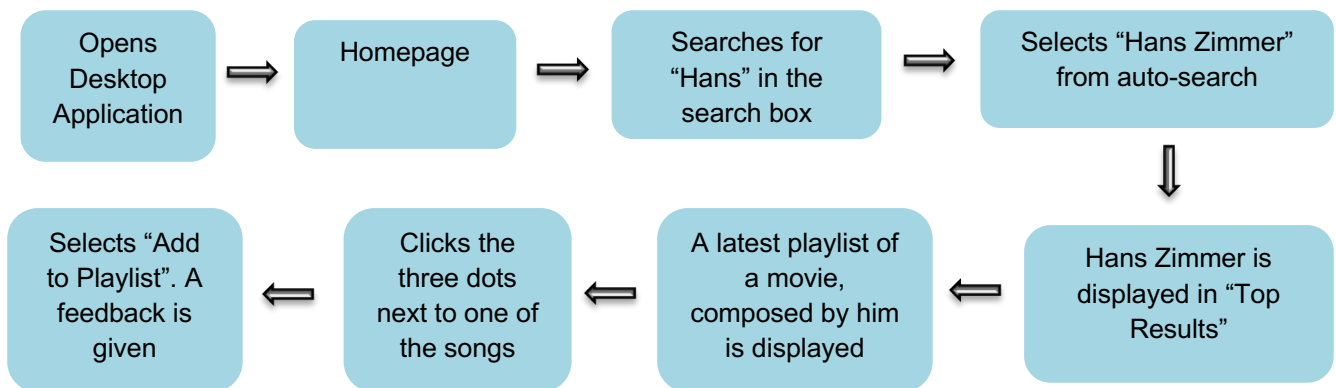 Opens
Desktop
Application
Homepage
Searches for
“Hans” in the
search box
Selects “Hans Zimmer”
from auto-search
Hans Zimmer is
displayed in “Top
Results”
A latest playlist of
a movie,
composed by him
is displayed
Clicks the
three dots
next to one of
the songs
Selects “Add
to Playlist”. A
feedback is
given